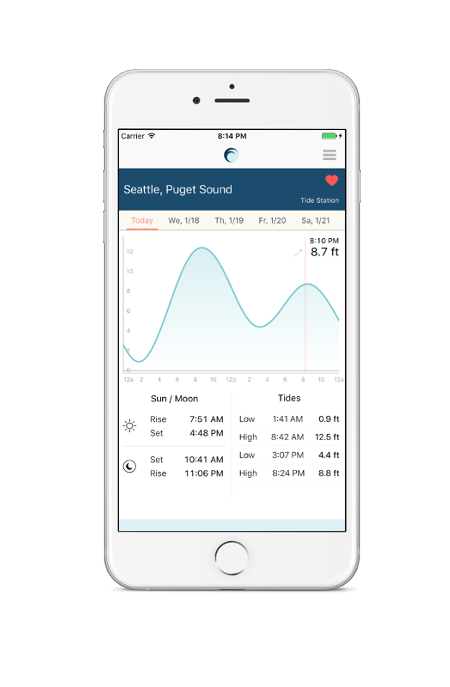 Carrier 8:14 PM
Seattle, Puget Sound
Tide Station
Today We, 1/18 Th, 1/19 Fr, 1/20 Sa, 1/21
8:10 PM
8.7 ft
12
10
8
6
4
2
0
12a 2 4 6 8 10 12p 2 4 6 8 10 12a
Sun / Moon
Rise 7:51 AM
Set 4:48 PM
Set 10:41 AM
Rise 11:06 PM
Tides
Low 1:41 AM 0.9 ft
High 8:42 AM 12.5 ft
Low 3:07 PM 4.4 ft
High 8:24 PM 8.8 ft